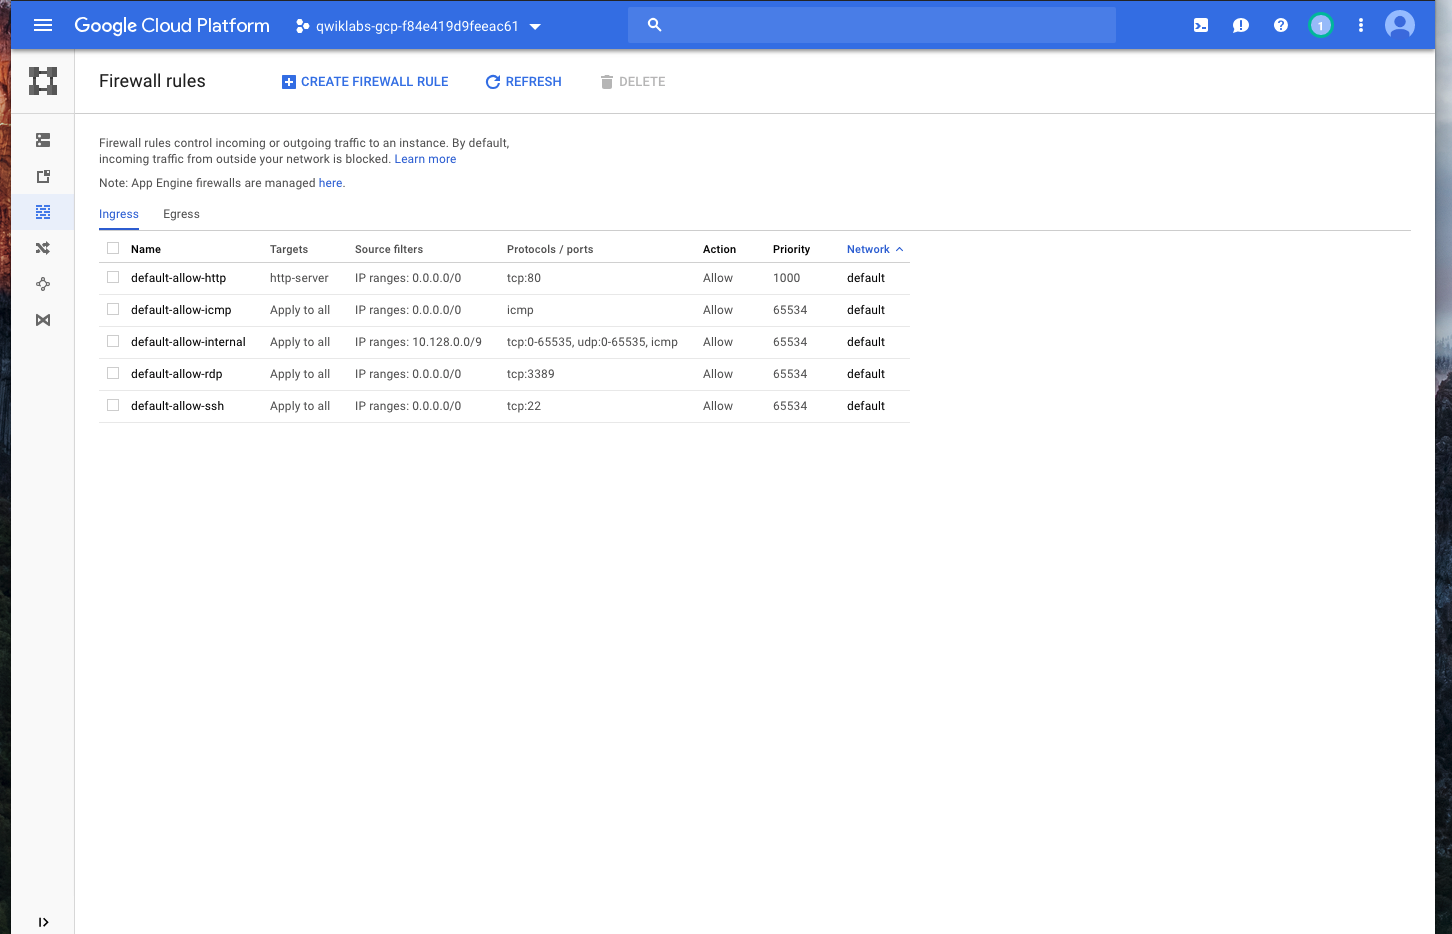 Google Cloud Platform qwiklabs-gcp-f84e419d9feeac61 1
Firewall rules CREATE FIREWALL RULE REFRESH DELETE
Firewall rules control incoming or outgoing traffic to an instance. By default,
incoming traffic from outside your network is blocked. Learn more
Note: App Engine firewalls are managed here.
Ingress Egress
Name Targets Source filters Protocols / ports Action Priority Network
default-allow-http http-server IP ranges: 0.0.0.0/0 tcp:80 Allow 1000 default
default-allow-icmp Apply to all IP ranges: 0.0.0.0/0 icmp Allow 65534 default
default-allow-internal Apply to all IP ranges: 10.128.0.0/9 tcp:0-65535, udp:0-65535, icmp Allow 65534 default
default-allow-rdp Apply to all IP ranges: 0.0.0.0/0 tcp:3389 Allow 65534 default
default-allow-ssh Apply to all IP ranges: 0.0.0.0/0 tcp:22 Allow 65534 default